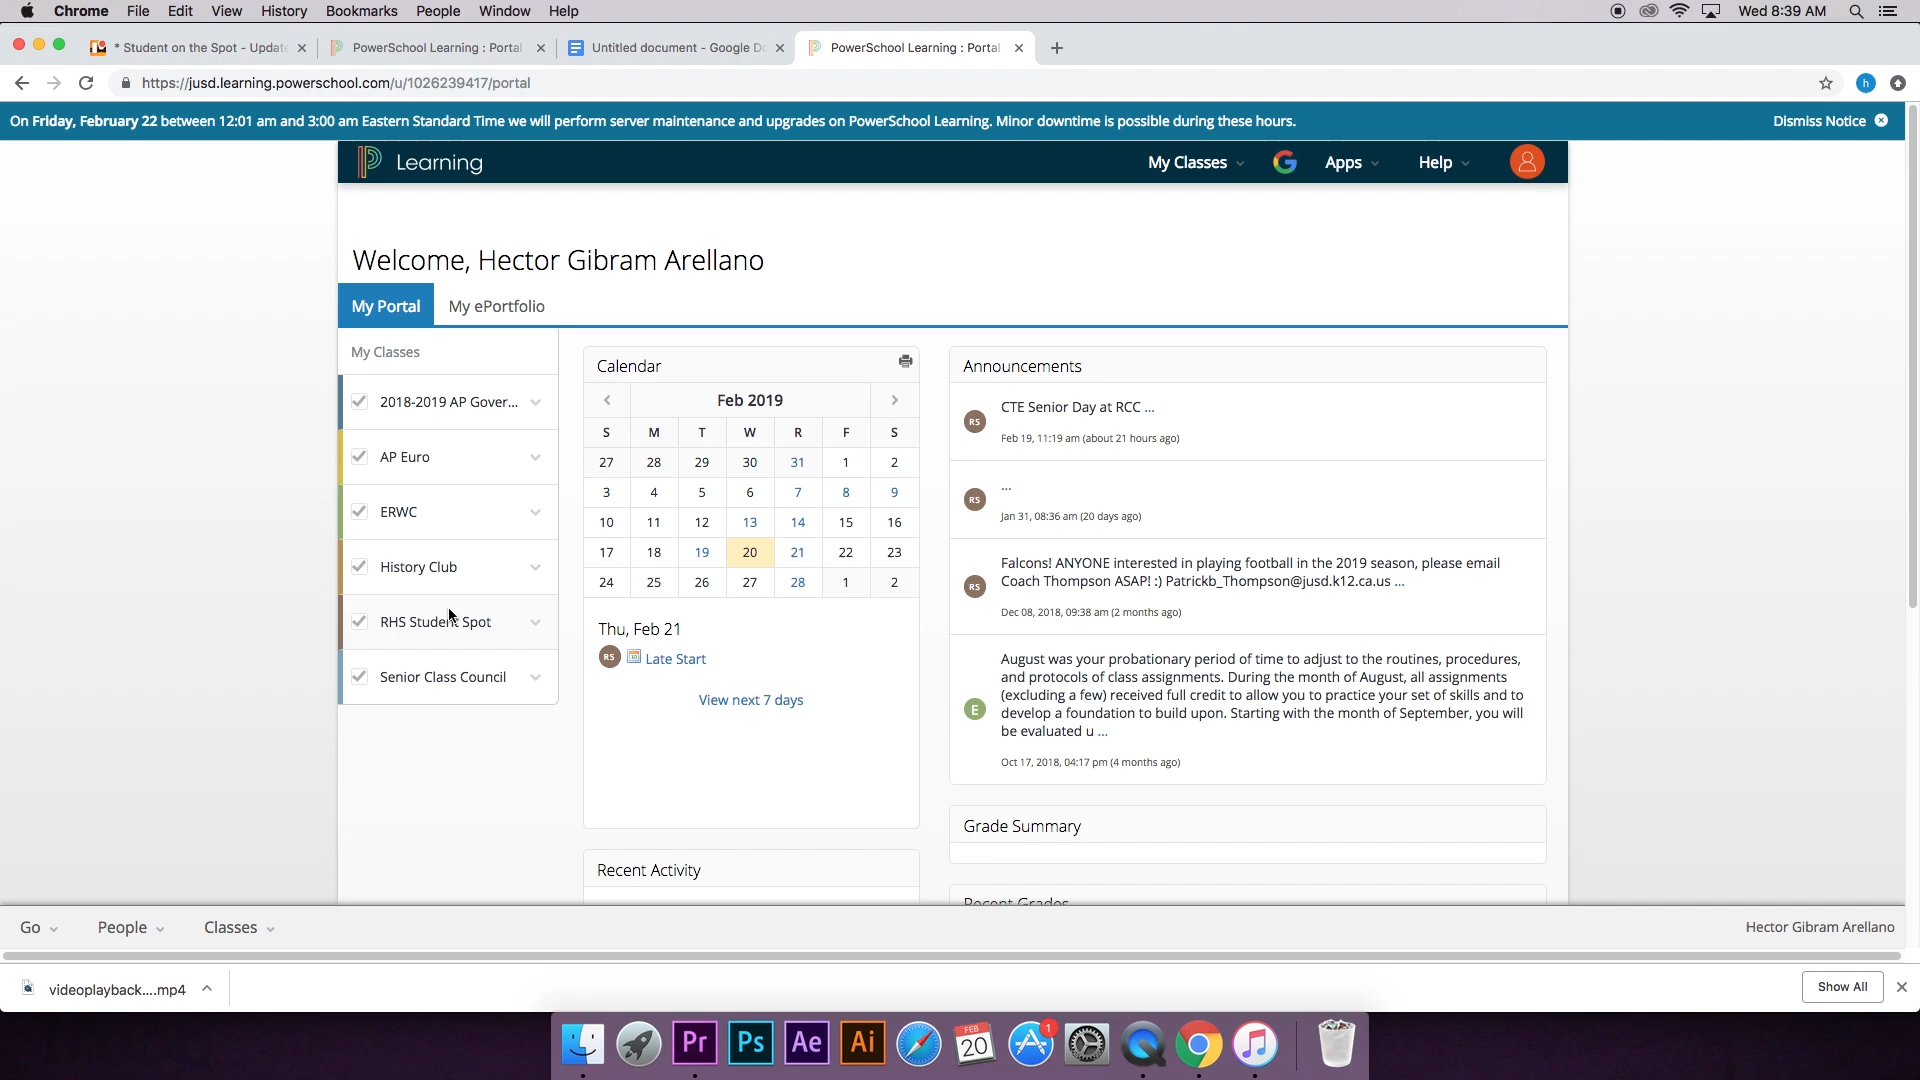 Chrome File Edit View History Bookmarks People Window Help Wed 8:39 AM
* Student on the Spot - Update PowerSchool Learning : Portal Untitled document - Google Do PowerSchool Learning : Portal
https://jusd.learning.powerschool.com/u/1026239417/portal h
On Friday, February 22 between 12:01 am and 3:00 am Eastern Standard Time we will perform server maintenance and upgrades on PowerSchool Learning. Minor downtime is possible during these hours. Dismiss Notice
Learning My Classes Apps Help
Welcome, Hector Gibram Arellano
My Portal My ePortfolio
My Classes
2018-2019 AP Gover...
AP Euro
ERWC
History Club
RHS Student Spot
Senior Class Council
Calendar
Feb 2019
S M T W R F S
27 28 29 30 31 1 2
3 4 5 6 7 8 9
10 11 12 13 14 15 16
17 18 19 20 21 22 23
24 25 26 27 28 1 2
Thu, Feb 21
RS Late Start
View next 7 days
Recent Activity
Announcements
RS
CTE Senior Day at RCC ...
Feb 19, 11:19 am (about 21 hours ago)
RS
...
Jan 31, 08:36 am (20 days ago)
RS
Falcons! ANYONE interested in playing football in the 2019 season, please email
Coach Thompson ASAP! :) Patrickb_Thompson@jusd.k12.ca.us ...
Dec 08, 2018, 09:38 am (2 months ago)
E
August was your probationary period of time to adjust to the routines, procedures,
and protocols of class assignments. During the month of August, all assignments
(excluding a few) received full credit to allow you to practice your set of skills and to
develop a foundation to build upon. Starting with the month of September, you will
be evaluated u ...
Oct 17, 2018, 04:17 pm (4 months ago)
Grade Summary
Recent Grades
Go People Classes Hector Gibram Arellano
videoplayback....mp4 Show All
Pr Ps Ae Ai FEB 20 1